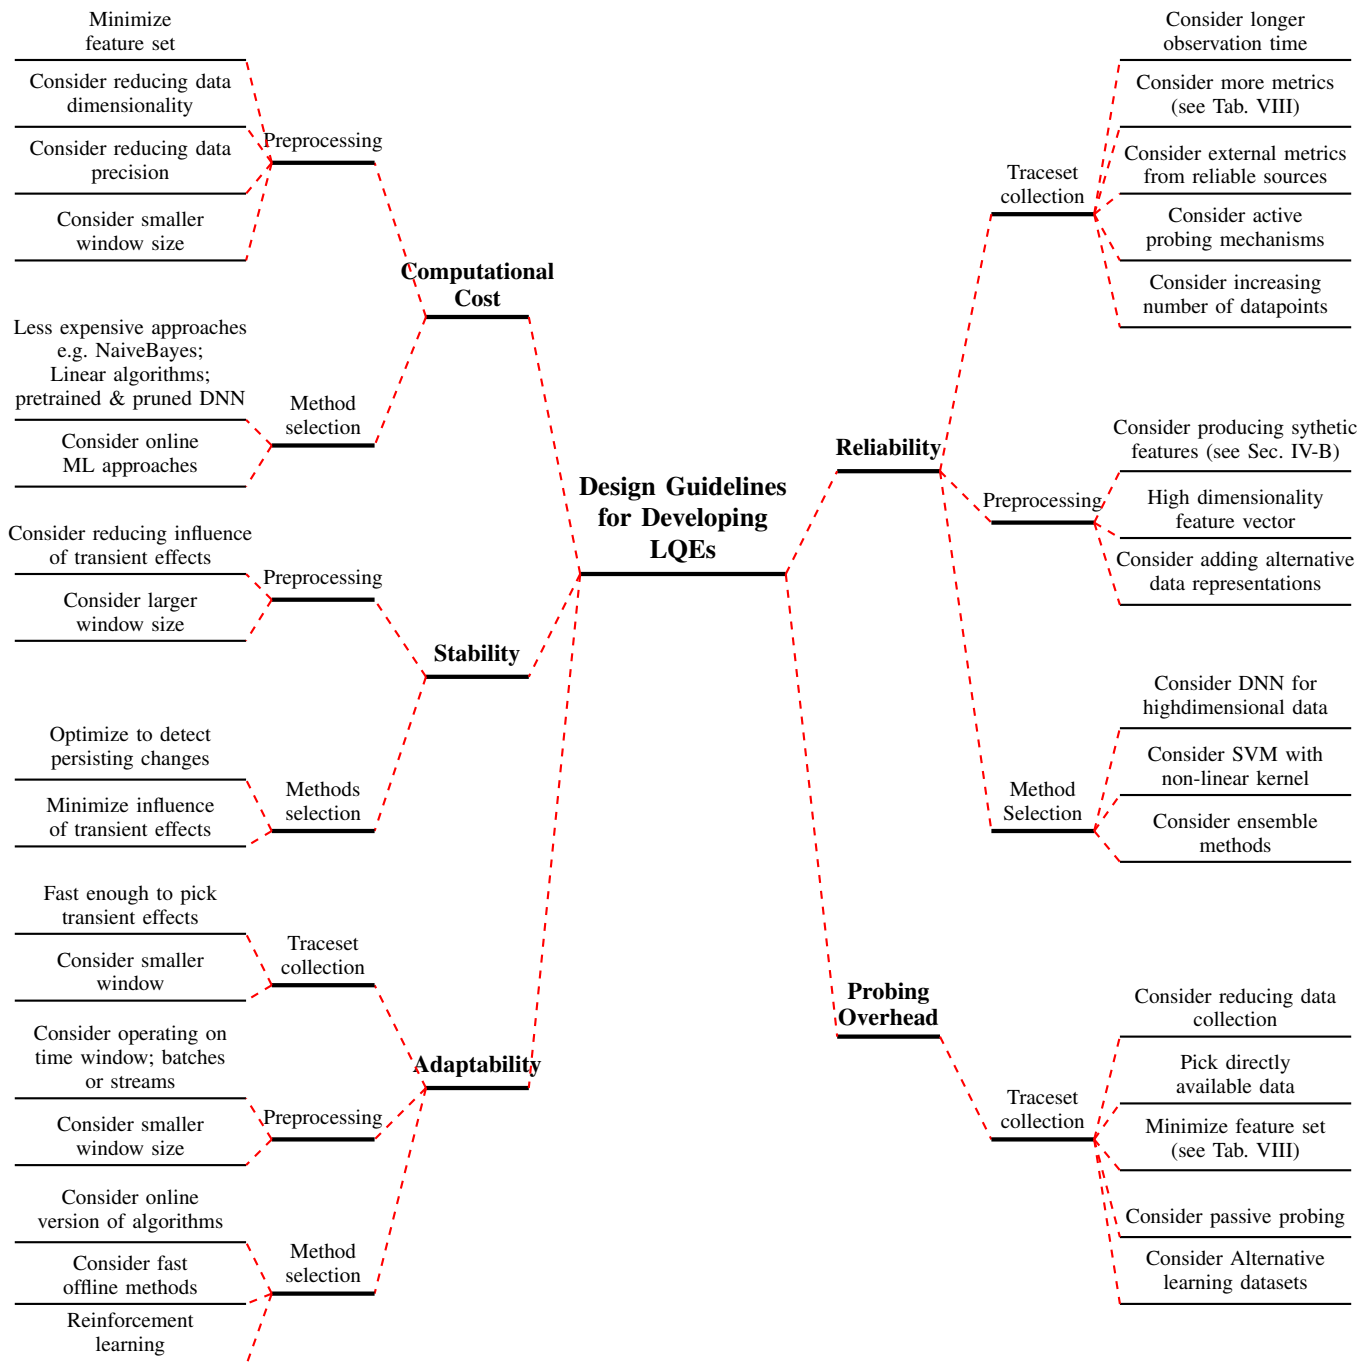 Minimize
feature set
Consider reducing data
dimensionality
Consider reducing data
precision
Consider smaller
window size
Preprocessing
Less expensive approaches
e.g. NaiveBayes;
Linear algorithms;
pretrained & pruned DNN
Consider online
ML approaches
Method
selection
Computational
Cost
Consider reducing influence
of transient effects
Consider larger
window size
Preprocessing
Optimize to detect
persisting changes
Minimize influence
of transient effects
Methods
selection
Stability
Fast enough to pick
transient effects
Consider smaller
window
Traceset
collection
Consider operating on
time window; batches
or streams
Consider smaller
window size
Preprocessing
Consider online
version of algorithms
Consider fast
offline methods
Reinforcement
learning
Method
selection
Adaptability
Design Guidelines
for Developing
LQEs
Reliability
Traceset
collection
Consider longer
observation time
Consider more metrics
(see Tab. VIII)
Consider external metrics
from reliable sources
Consider active
probing mechanisms
Consider increasing
number of datapoints
Preprocessing
Consider producing sythetic
features (see Sec. IV-B)
High dimensionality
feature vector
Consider adding alternative
data representations
Method
Selection
Consider DNN for
highdimensional data
Consider SVM with
non-linear kernel
Consider ensemble
methods
Probing
Overhead
Traceset
collection
Consider reducing data
collection
Pick directly
available data
Minimize feature set
(see Tab. VIII)
Consider passive probing
Consider Alternative
learning datasets